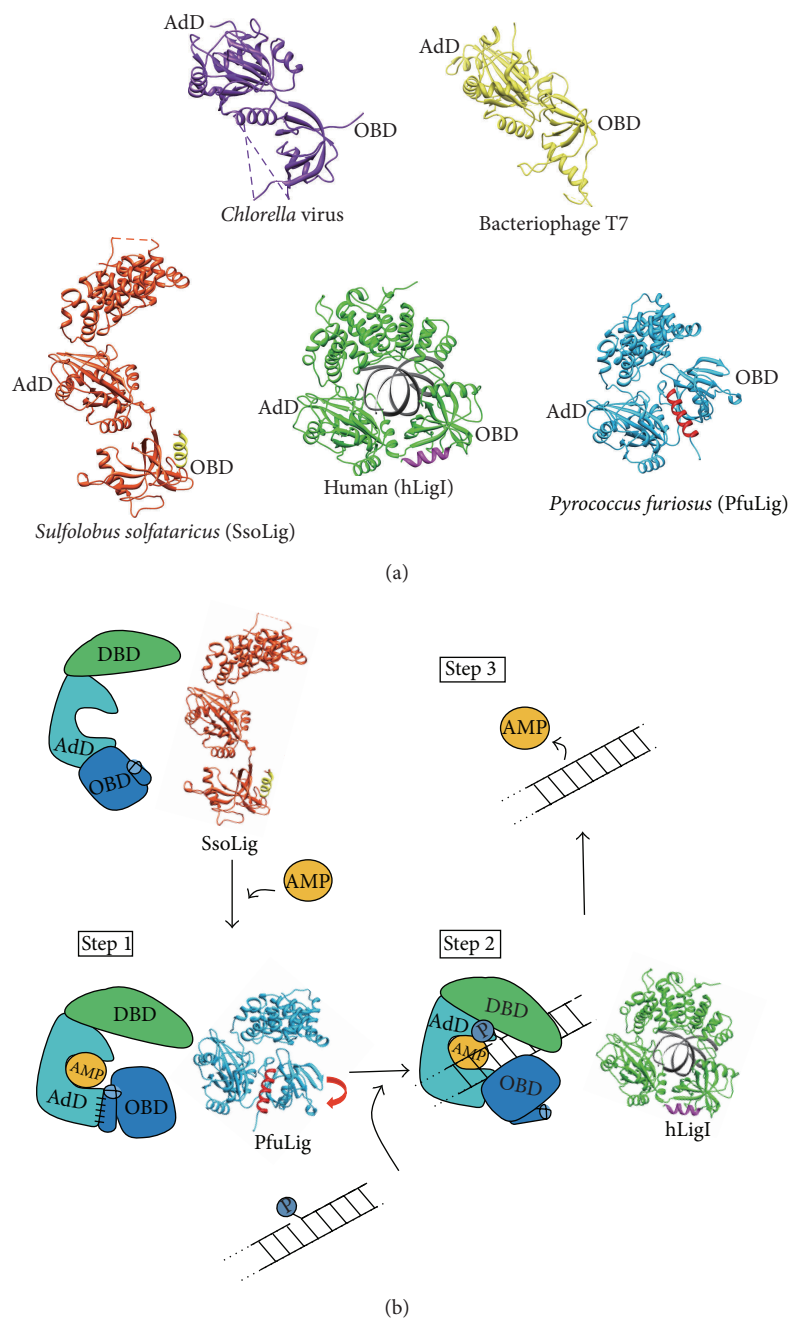 AdD
OBD
Chlorella virus
AdD
OBD
Bacteriophage T7
AdD
OBD
Sulfolobus solfataricus (SsoLig)
AdD
OBD
Human (hLigI)
AdD
OBD
Pyrococcus furiosus (PfuLig)
(a)
DBD
AdD
OBD
SsoLig
AMP
Step 3
AMP
Step 1
DBD
AMP
AdD
OBD
PfuLig
Step 2
DBD
AdD
P
AMP
OBD
hLigI
P
(b)